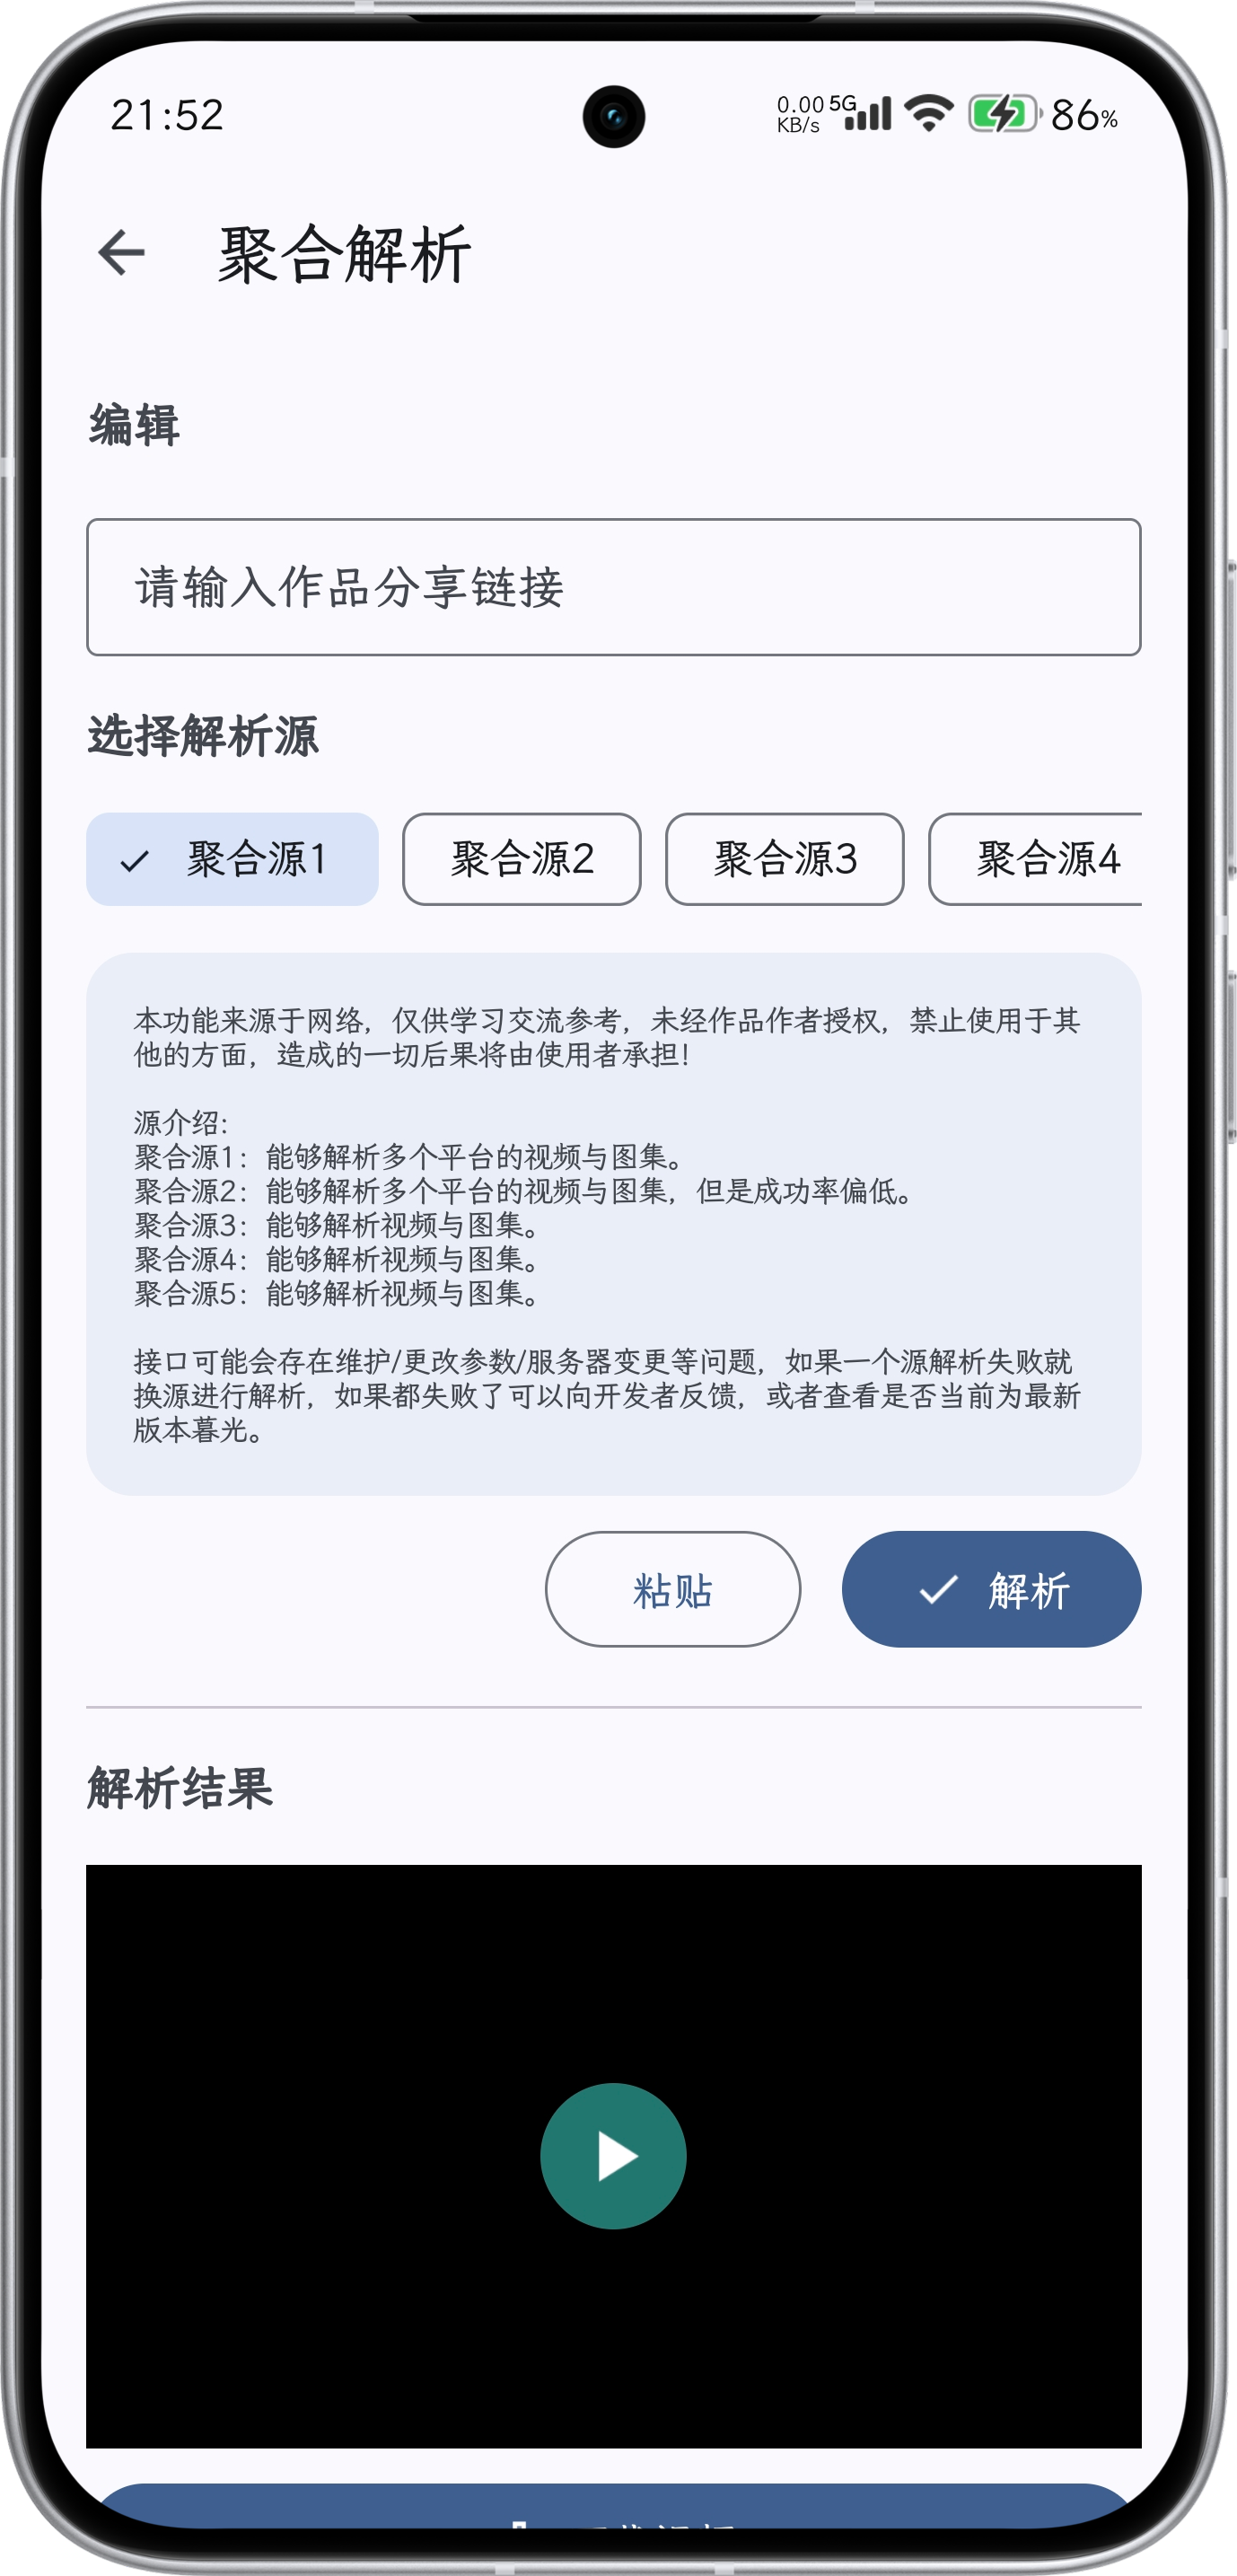 21:52
0.00 KB/s 5G 86%
聚合解析
编辑
请输入作品分享链接
选择解析源
聚合源1 聚合源2 聚合源3 聚合源4
本功能来源于网络，仅供学习交流参考，未经作品作者授权，禁止使用于其
他的方面，造成的一切后果将由使用者承担！
源介绍：
聚合源1：能够解析多个平台的视频与图集。
聚合源2：能够解析多个平台的视频与图集，但是成功率偏低。
聚合源3：能够解析视频与图集。
聚合源4：能够解析视频与图集。
聚合源5：能够解析视频与图集。
接口可能会存在维护/更改参数/服务器变更等问题，如果一个源解析失败就
换源进行解析，如果都失败了可以向开发者反馈，或者查看是否当前为最新
版本暮光。
粘贴 解析
解析结果